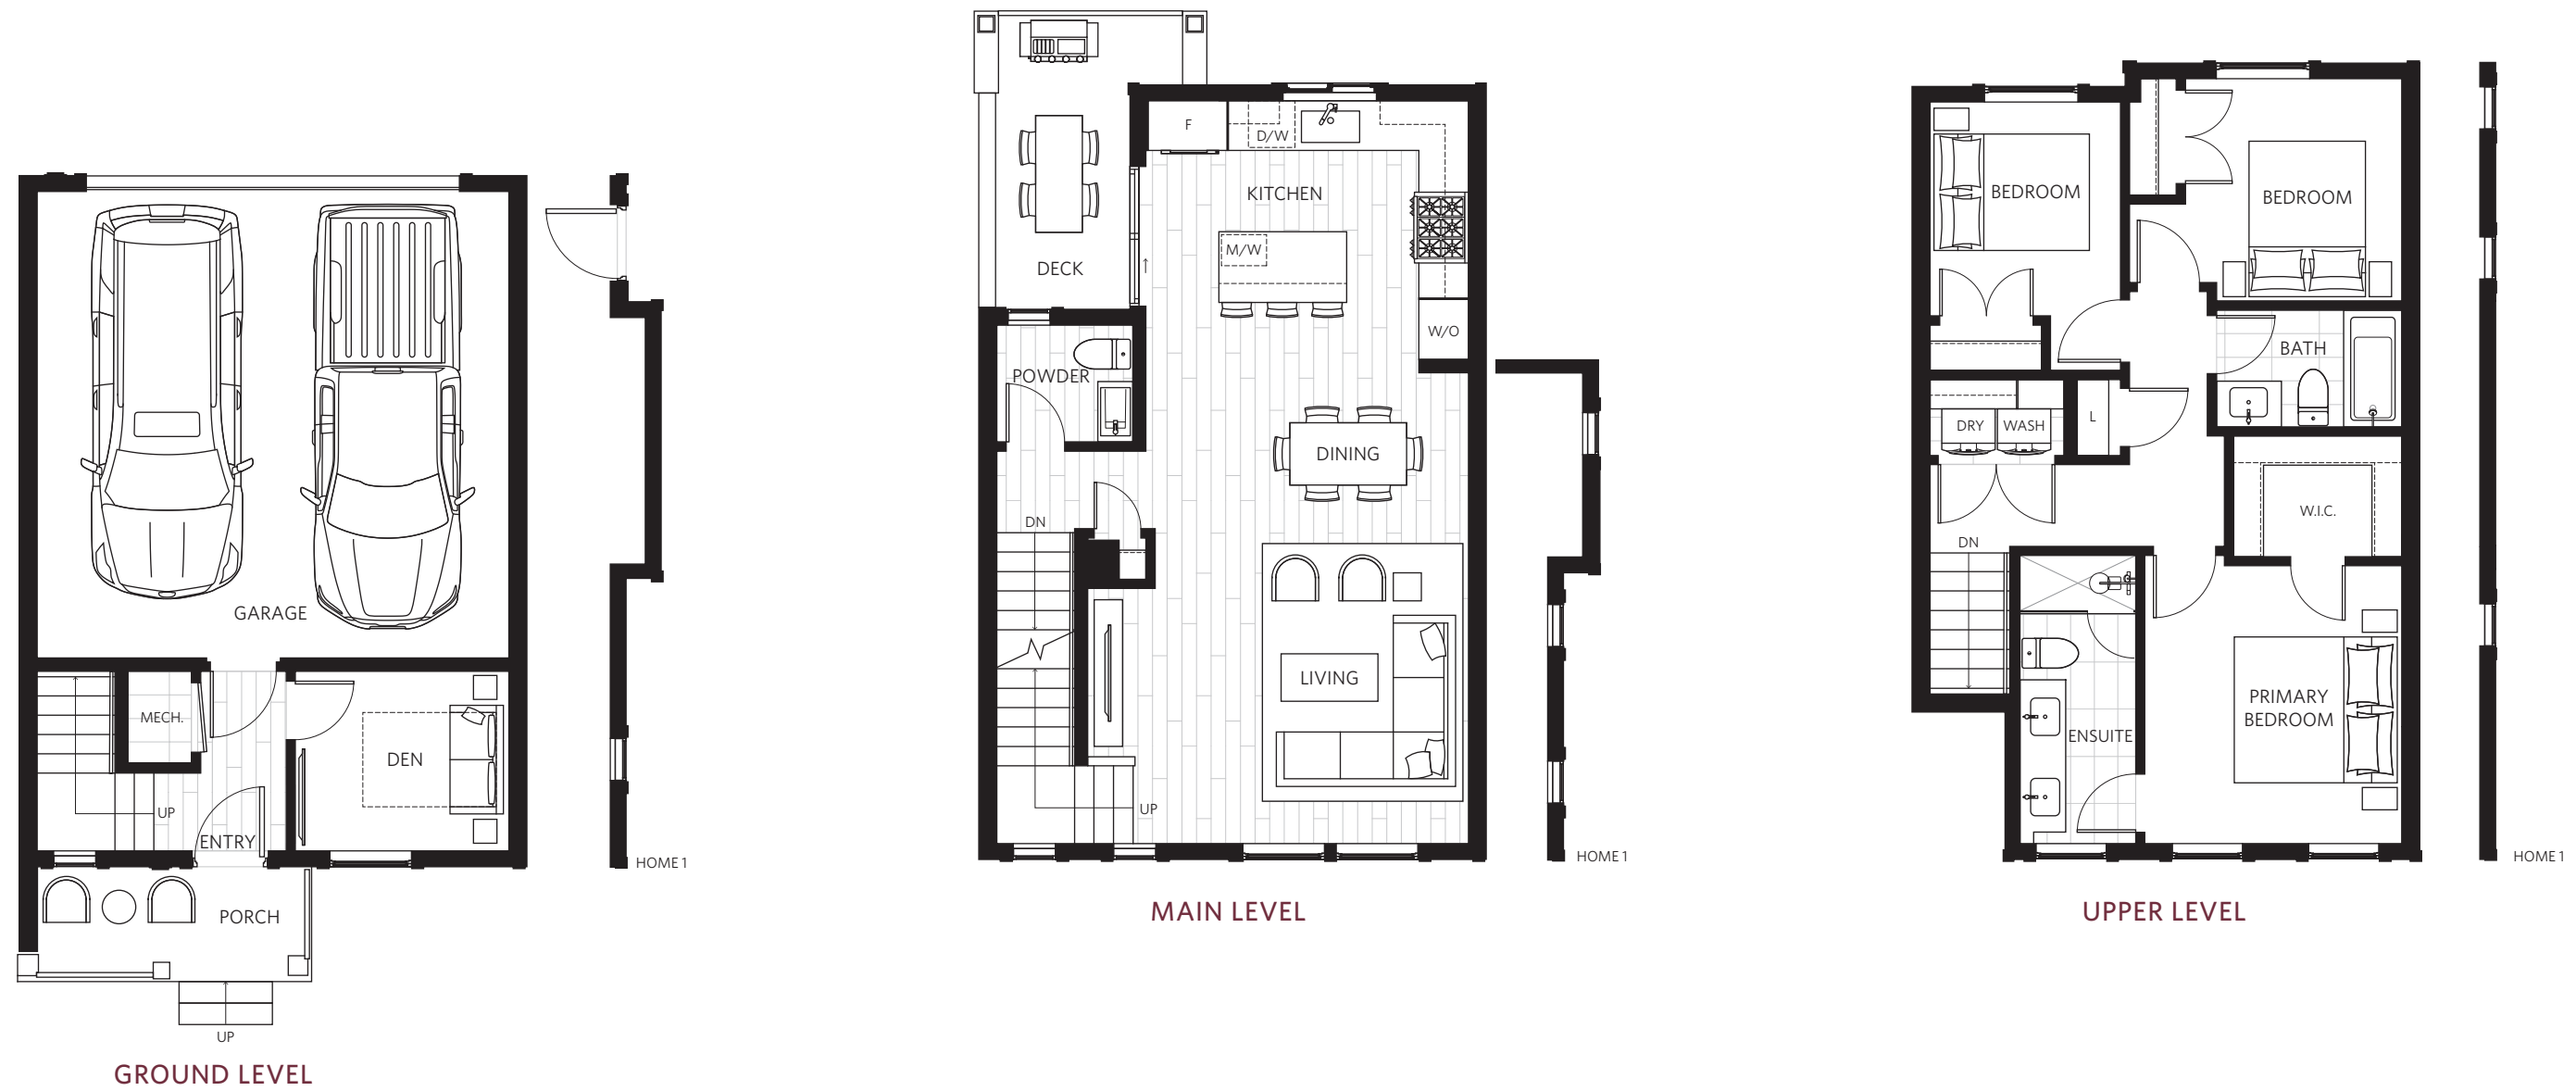 GARAGE
MECH.
DEN
UP
ENTRY
PORCH
UP
HOME 1
GROUND LEVEL
F
D/W
KITCHEN
M/W
DECK
W/O
POWDER
DINING
DN
LIVING
UP
HOME 1
MAIN LEVEL
BEDROOM
BEDROOM
BATH
DRY
WASH
L
W.I.C.
DN
PRIMARY
BEDROOM
ENSUITE
HOME 1
UPPER LEVEL